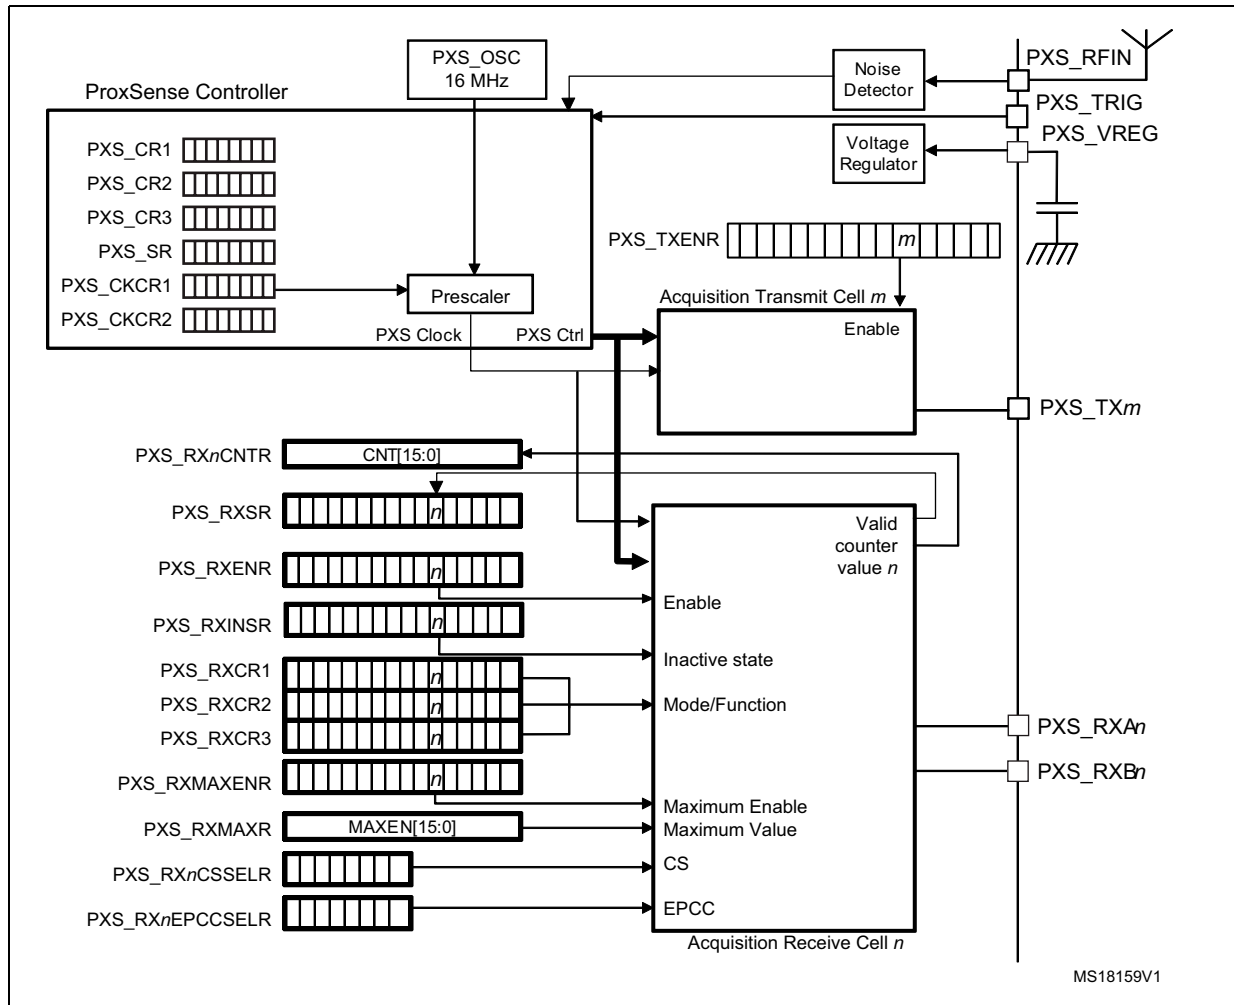 PXS_OSC
16 MHz
ProxSense Controller
Noise
Detector
PXS_RFIN
PXS_TRIG
PXS_VREG
Voltage
Regulator
PXS_CR1
PXS_CR2
PXS_CR3
PXS_SR
PXS_CKCR1
PXS_CKCR2
Prescaler
PXS Clock
PXS Ctrl
PXS_TXENR
m
Acquisition Transmit Cell m
Enable
PXS_TXm
PXS_RXnCNTR
CNT[15:0]
PXS_RXSR
n
PXS_RXENR
n
PXS_RXINSR
n
PXS_RXCR1
n
PXS_RXCR2
n
PXS_RXCR3
n
PXS_RXMAXENR
n
PXS_RXMAXR
MAXEN[15:0]
PXS_RXnCSSELR
PXS_RXnEPCCSELR
Valid
counter
value n
Enable
Inactive state
Mode/Function
Maximum Enable
Maximum Value
CS
EPCC
Acquisition Receive Cell n
PXS_RXAn
PXS_RXBn
MS18159V1